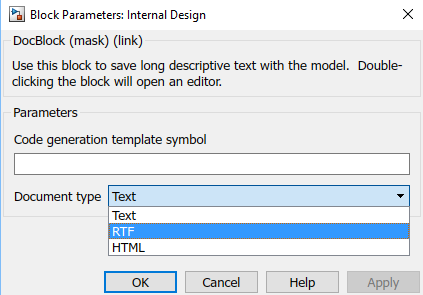 Block Parameters: Internal Design
DocBlock (mask) (link)
Use this block to save long descriptive text with the model. Double-
clicking the block will open an editor.
Parameters
Code generation template symbol
Document type Text
Text
RTF
HTML
OK Cancel Help Apply